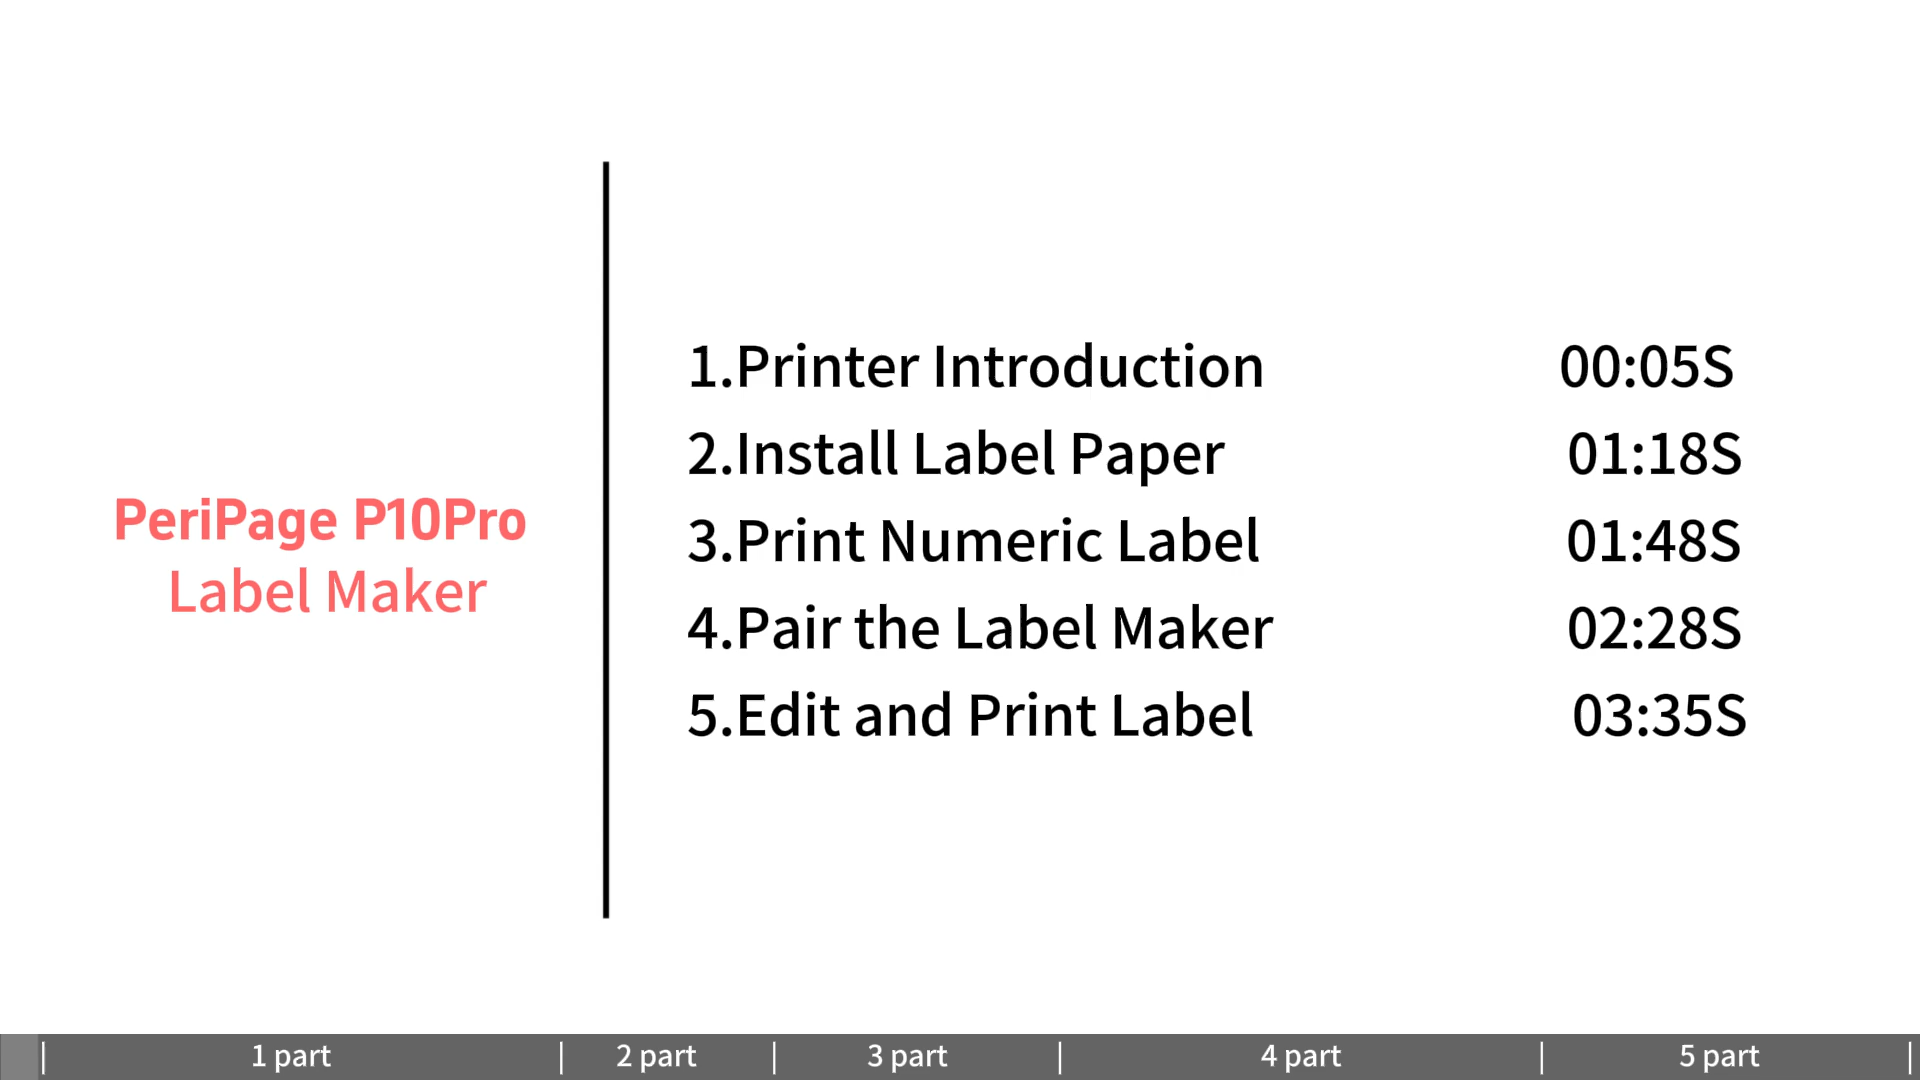 PeriPage P10Pro
Label Maker
1.Printer Introduction 00:05S
2.Install Label Paper 01:18S
3.Print Numeric Label 01:48S
4.Pair the Label Maker 02:28S
5.Edit and Print Label 03:35S
| 1 part | 2 part | 3 part | 4 part | 5 part |